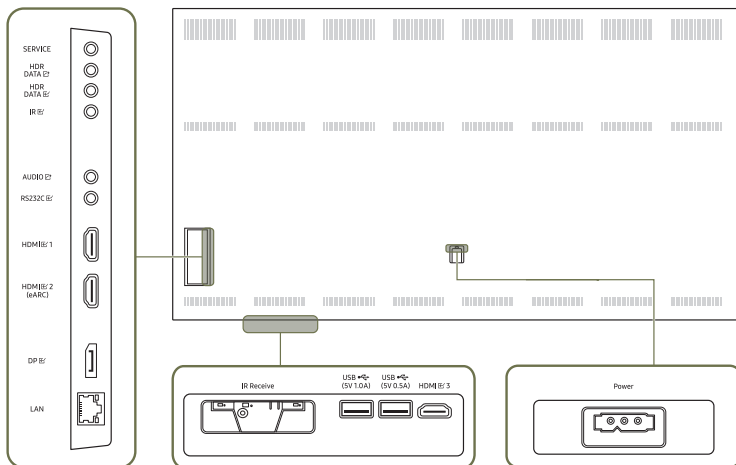 SERVICE
HDR
DATA
HDR
DATA
IR
AUDIO
RS232C
HDMI 1
HDMI 2
(eARC)
DP
LAN
IR Receive
USB
(5V 1.0A)
USB
(5V 0.5A)
HDMI 3
Power